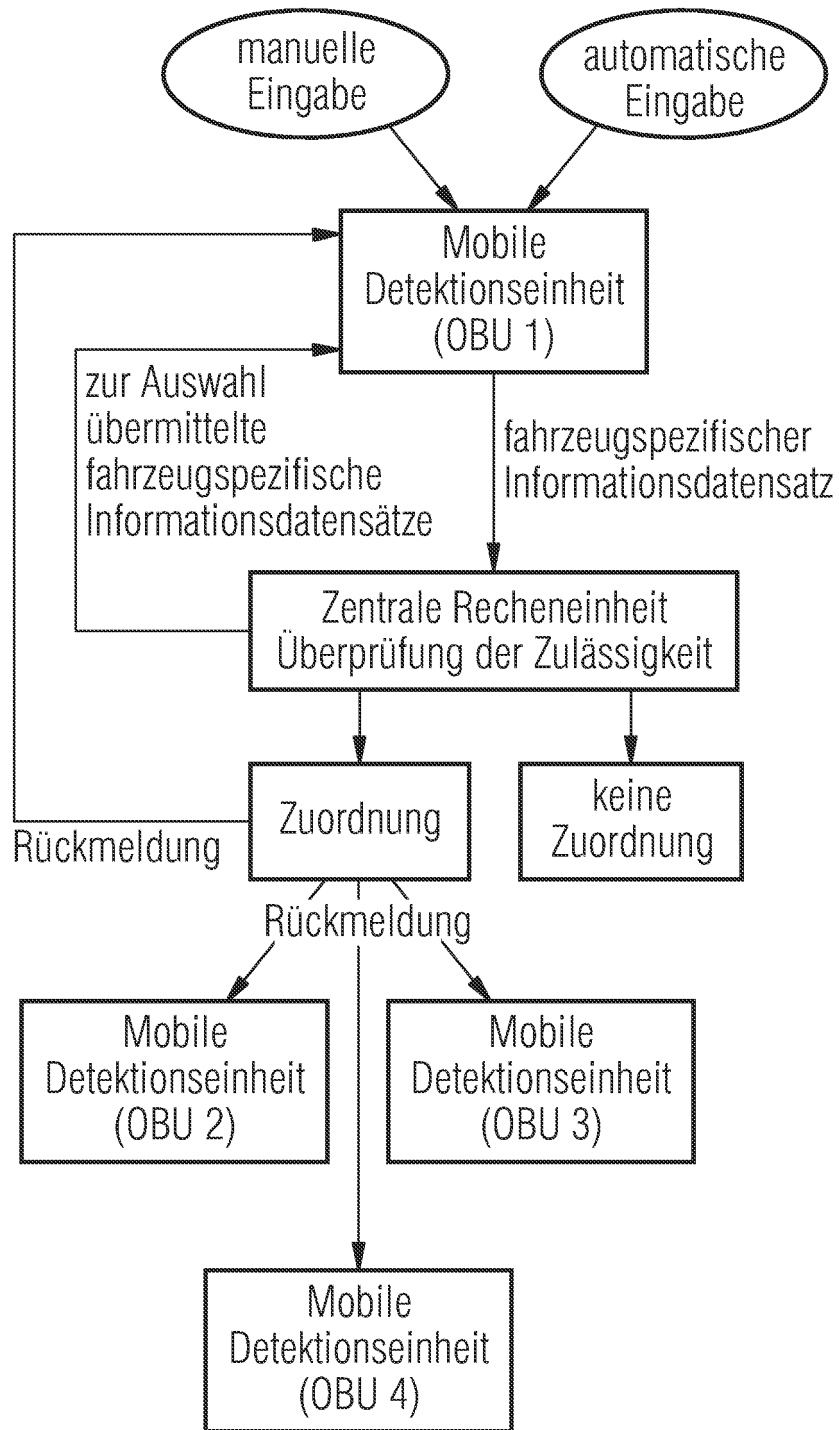 manuelle
Eingabe
automatische
Eingabe
Mobile
Detektionseinheit
(OBU 1)
zur Auswahl
übermittelte
fahrzeugspezifische
Informationsdatensätze
fahrzeugspezifischer
Informationsdatensatz
Zentrale Recheneinheit
Überprüfung der Zulässigkeit
Zuordnung
keine
Zuordnung
Rückmeldung
Rückmeldung
Mobile
Detektionseinheit
(OBU 2)
Mobile
Detektionseinheit
(OBU 3)
Mobile
Detektionseinheit
(OBU 4)